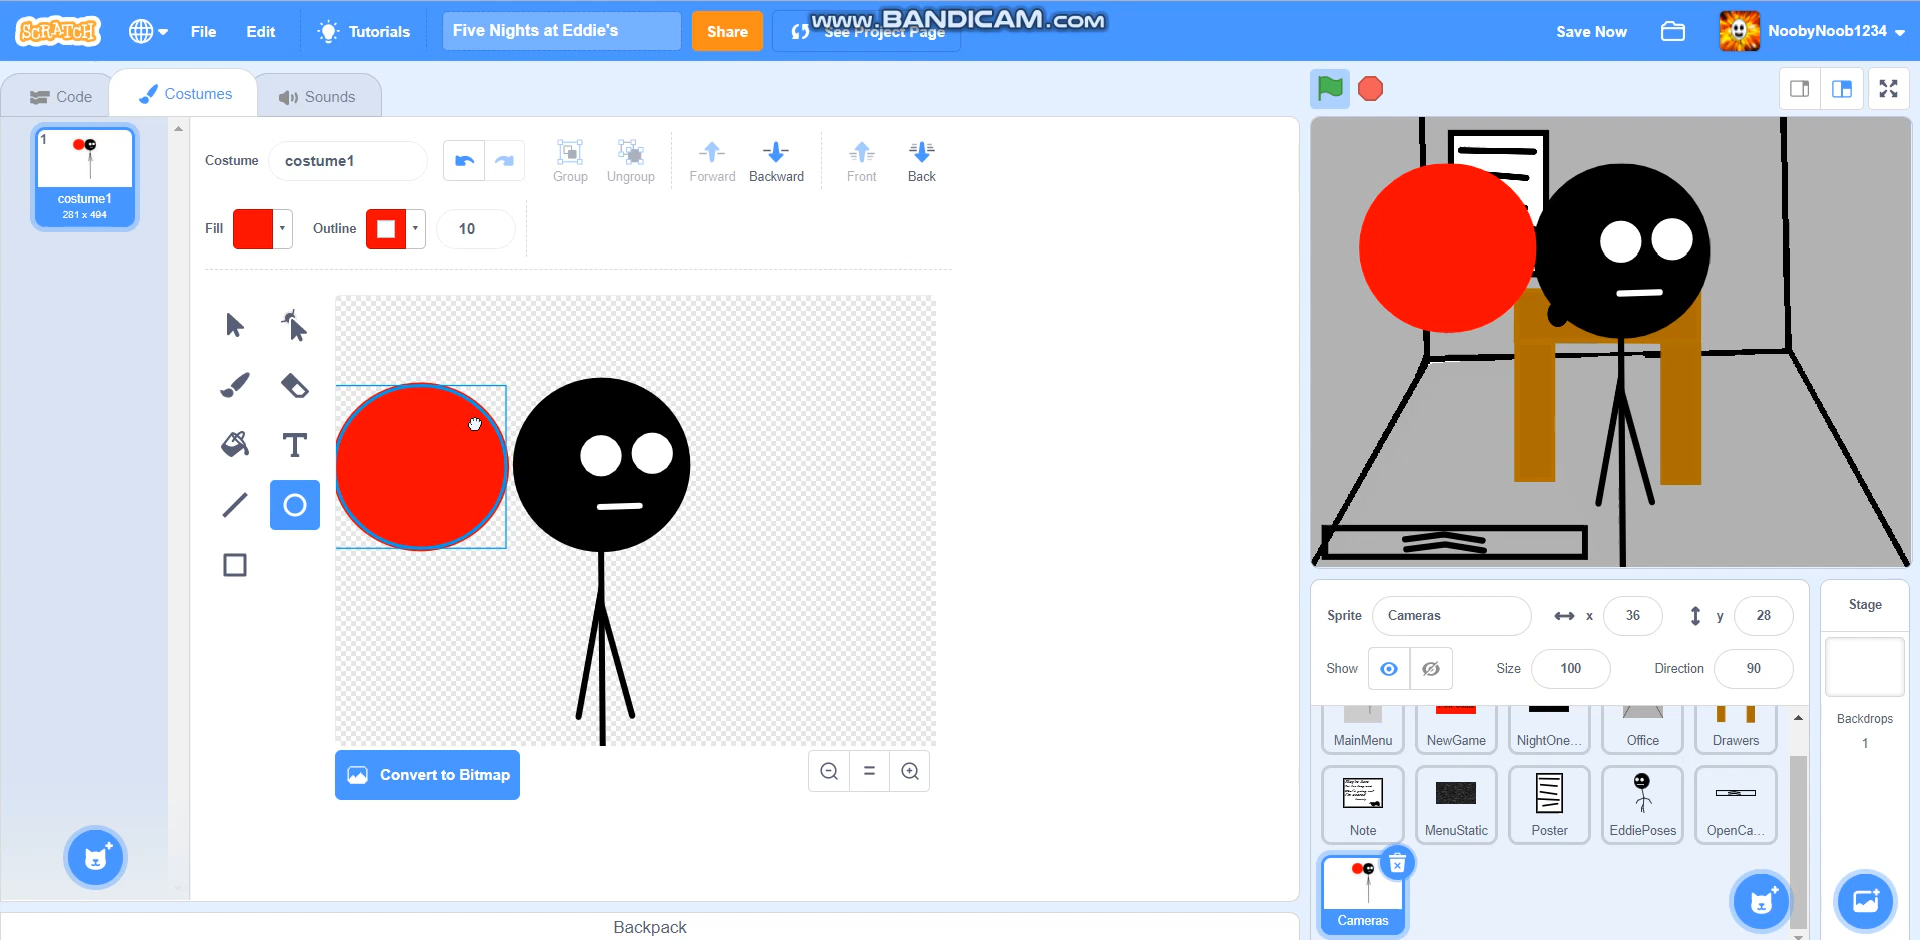 SCRATCH
File
Edit
Tutorials
Five Nights at Eddie's
Share
See Project Page
www.BANDICAM.com
Save Now
NoobyNoob1234
Code
Costumes
Sounds
1
costume1
281 x 494
Costume
costume1
Group
Ungroup
Forward
Backward
Front
Back
Fill
Outline
10
T
Convert to Bitmap
Backpack
Sprite
Cameras
x
36
y
28
Show
Size
100
Direction
90
Stage
Backdrops
1
MainMenu
NewGame
NightOne...
Office
Drawers
Note
MenuStatic
Poster
EddiePoses
OpenCa...
Cameras